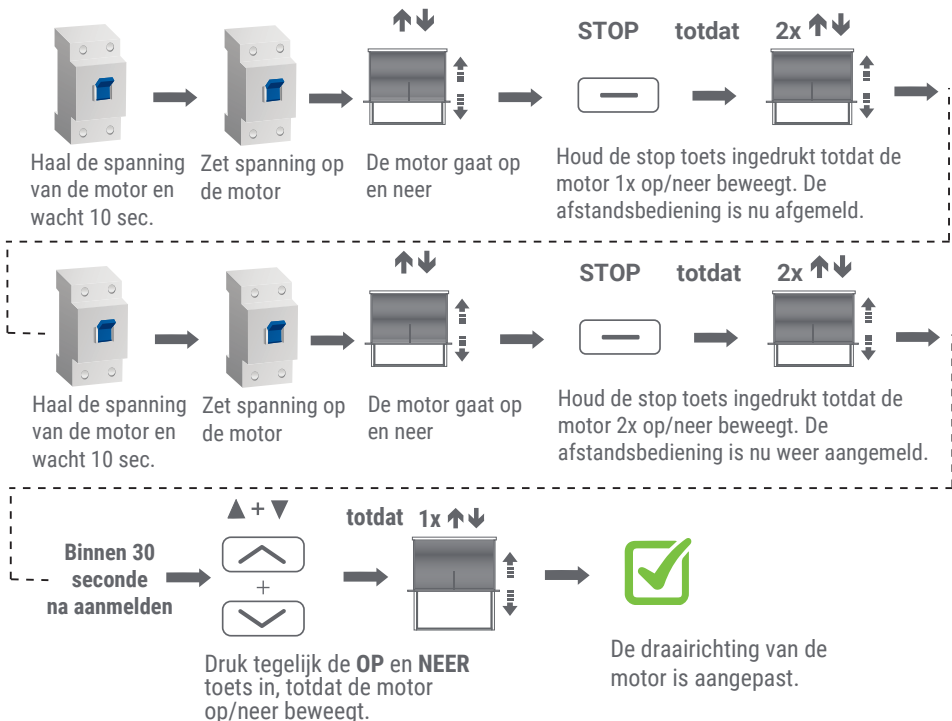 STOP totdat 2x
Haal de spanning
van de motor en
wacht 10 sec.
Zet spanning op
de motor
De motor gaat op
en neer
Houd de stop toets ingedrukt totdat de
motor 1x op/neer beweegt. De
afstandsbediening is nu afgemeld.
STOP totdat 2x
Haal de spanning
van de motor en
wacht 10 sec.
Zet spanning op
de motor
De motor gaat op
en neer
Houd de stop toets ingedrukt totdat de
motor 2x op/neer beweegt. De
afstandsbediening is nu weer aangemeld.
Binnen 30
seconde
na aanmelden
▲ + ▼
+
totdat 1x
Druk tegelijk de OP en NEER
toets in, totdat de motor
op/neer beweegt.
De draairichting van de
motor is aangepast.